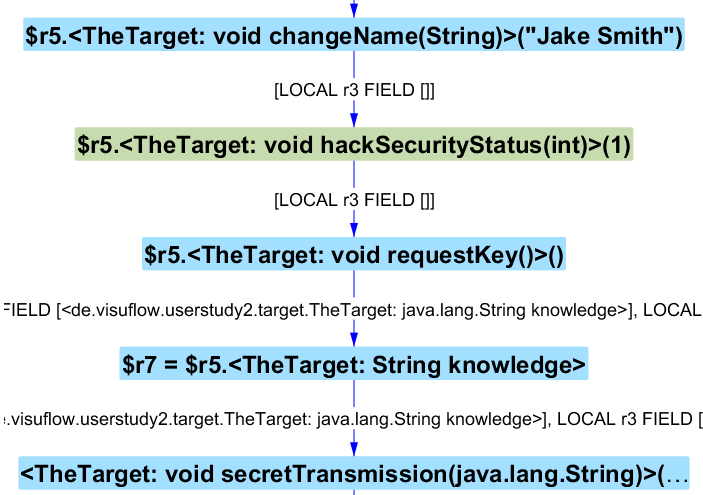 $r5.<TheTarget: void changeName(String)>("Jake Smith")
[LOCAL r3 FIELD []]
$r5.<TheTarget: void hackSecurityStatus(int)>(1)
[LOCAL r3 FIELD []]
$r5.<TheTarget: void requestKey()>()
FIELD [<de.visuflow.userstudy2.target.TheTarget: java.lang.String knowledge>], LOCAL
$r7 = $r5.<TheTarget: String knowledge>
e.visuflow.userstudy2.target.TheTarget: java.lang.String knowledge>], LOCAL r3 FIELD [
<TheTarget: void secretTransmission(java.lang.String)>(…